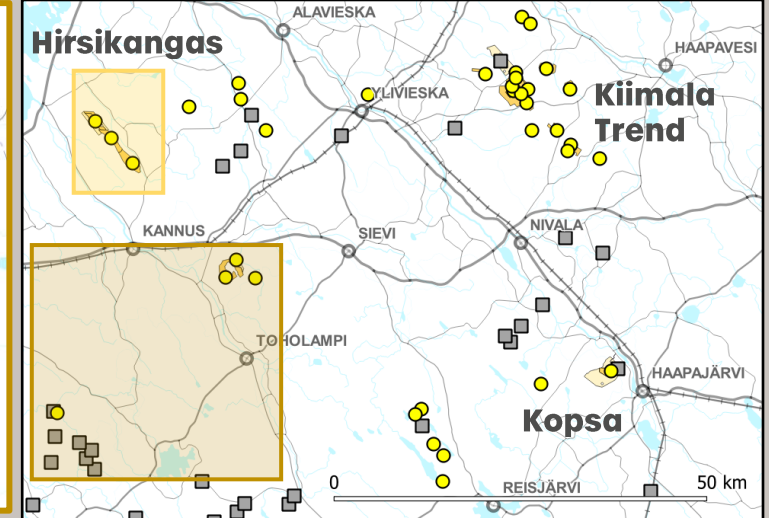 ALAVIESKA
Hirsikangas
HAAPAVESI
YLIVIESKA
Kiimala
Trend
KANNUS
SIEVI
NIVALA
TOHOLAMPI
HAAPAJÄRVI
Kopsa
0
50 km
REISJÄRVI